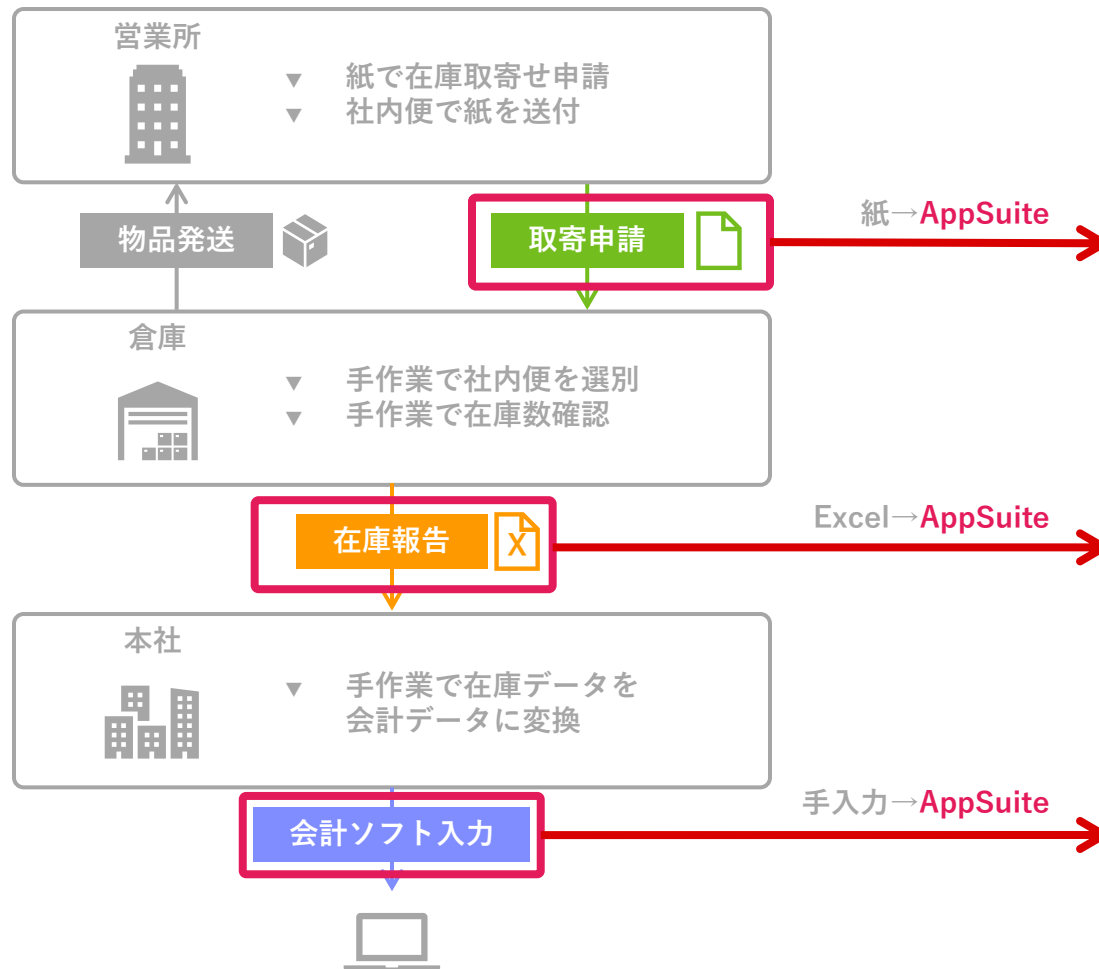 営業所
▼ 紙で在庫取寄せ申請
▼ 社内便で紙を送付
物品発送
取寄申請
紙→AppSuite
倉庫
▼ 手作業で社内便を選別
▼ 手作業で在庫数確認
在庫報告
X
Excel→AppSuite
本社
▼ 手作業で在庫データを
会計データに変換
会計ソフト入力
手入力→AppSuite